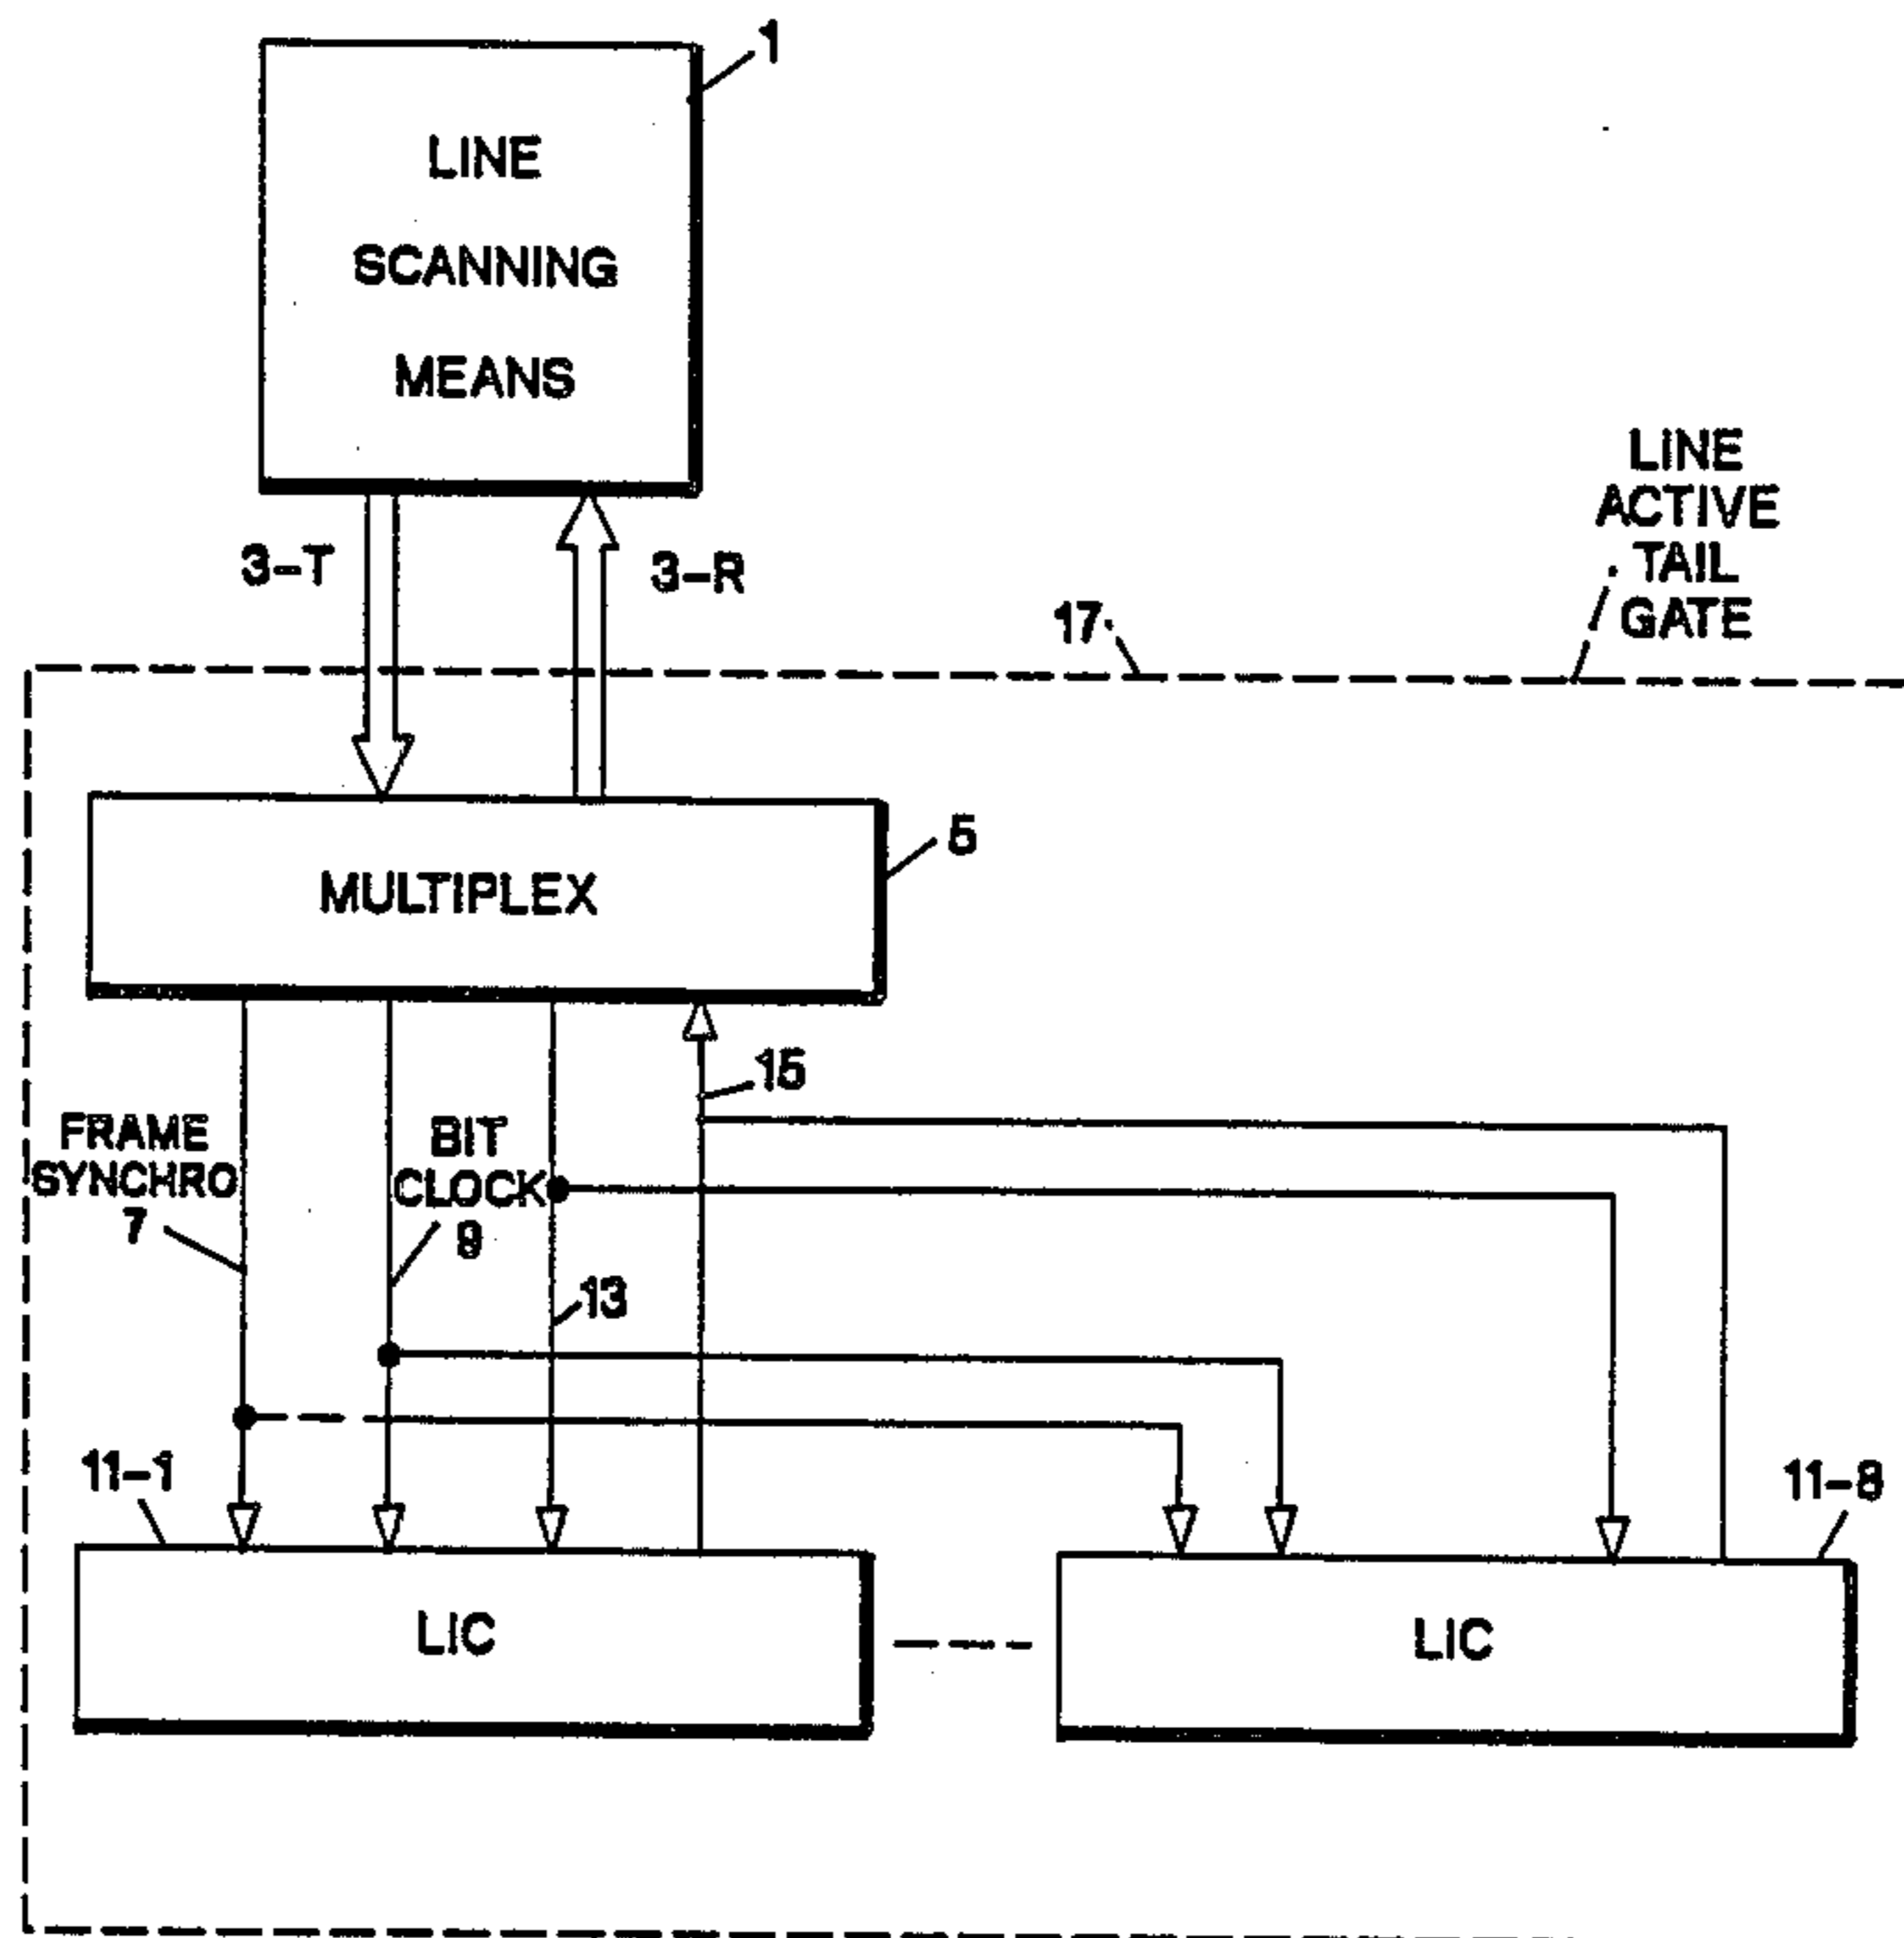 1
LINE
SCANNING
MEANS
3-T
3-R
LINE
ACTIVE
TAIL
GATE
17
MULTIPLEX
5
15
FRAME
SYNCHRO
7
BIT
CLOCK
9
13
11-1
11-8
LIC
LIC